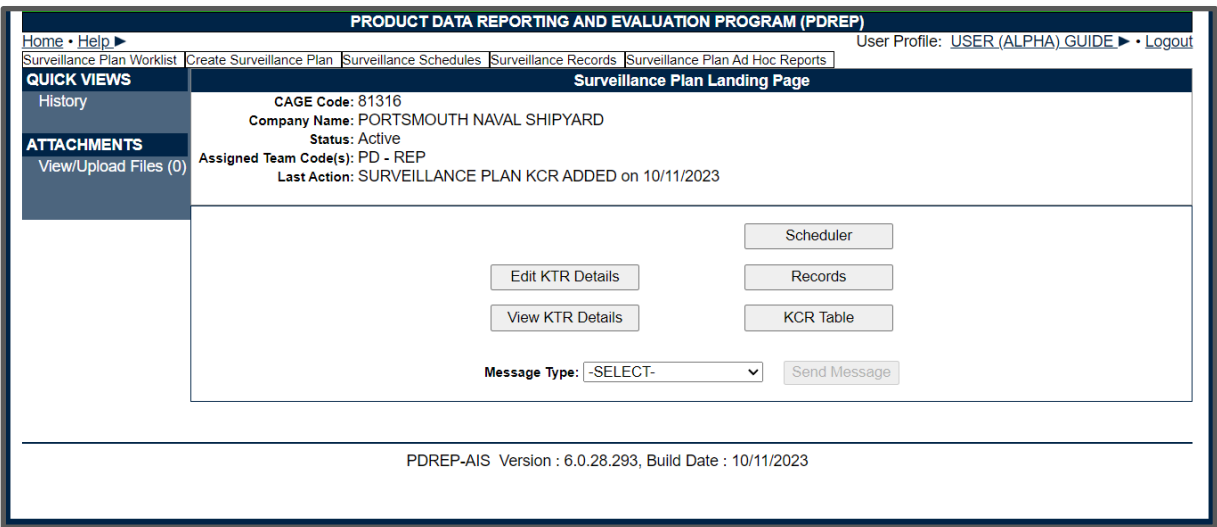 PRODUCT DATA REPORTING AND EVALUATION PROGRAM (PDREP)
Home • Help ▶ User Profile: USER (ALPHA) GUIDE ▶ • Logout
Surveillance Plan Worklist Create Surveillance Plan Surveillance Schedules Surveillance Records Surveillance Plan Ad Hoc Reports
QUICK VIEWS
History
ATTACHMENTS
View/Upload Files (0)
Surveillance Plan Landing Page
CAGE Code: 81316
Company Name: PORTSMOUTH NAVAL SHIPYARD
Status: Active
Assigned Team Code(s): PD - REP
Last Action: SURVEILLANCE PLAN KCR ADDED on 10/11/2023
Scheduler
Edit KTR Details Records
View KTR Details KCR Table
Message Type: -SELECT- Send Message
PDREP-AIS Version : 6.0.28.293, Build Date : 10/11/2023